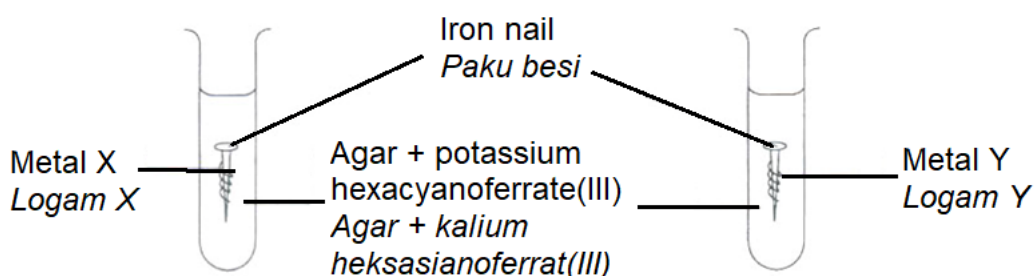 Iron nail
Paku besi
Metal X
Logam X
Agar + potassium
hexacyanoferrate(III)
Agar + kalium
heksasianoferrat(III)
Metal Y
Logam Y